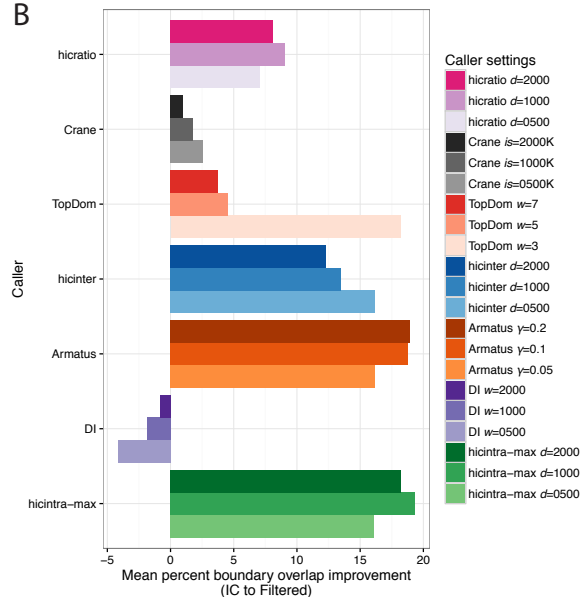 B
hicratio
Crane
TopDom
hicinter
Armatus
DI
hicintra−max
Caller
−5 0 5 10 15 20
Mean percent boundary overlap improvement
(IC to Filtered)
Caller settings
hicratio d=2000
hicratio d=1000
hicratio d=0500
Crane is=2000K
Crane is=1000K
Crane is=0500K
TopDom w=7
TopDom w=5
TopDom w=3
hicinter d=2000
hicinter d=1000
hicinter d=0500
Armatus γ=0.2
Armatus γ=0.1
Armatus γ=0.05
DI w=2000
DI w=1000
DI w=0500
hicintra−max d=2000
hicintra−max d=1000
hicintra−max d=0500